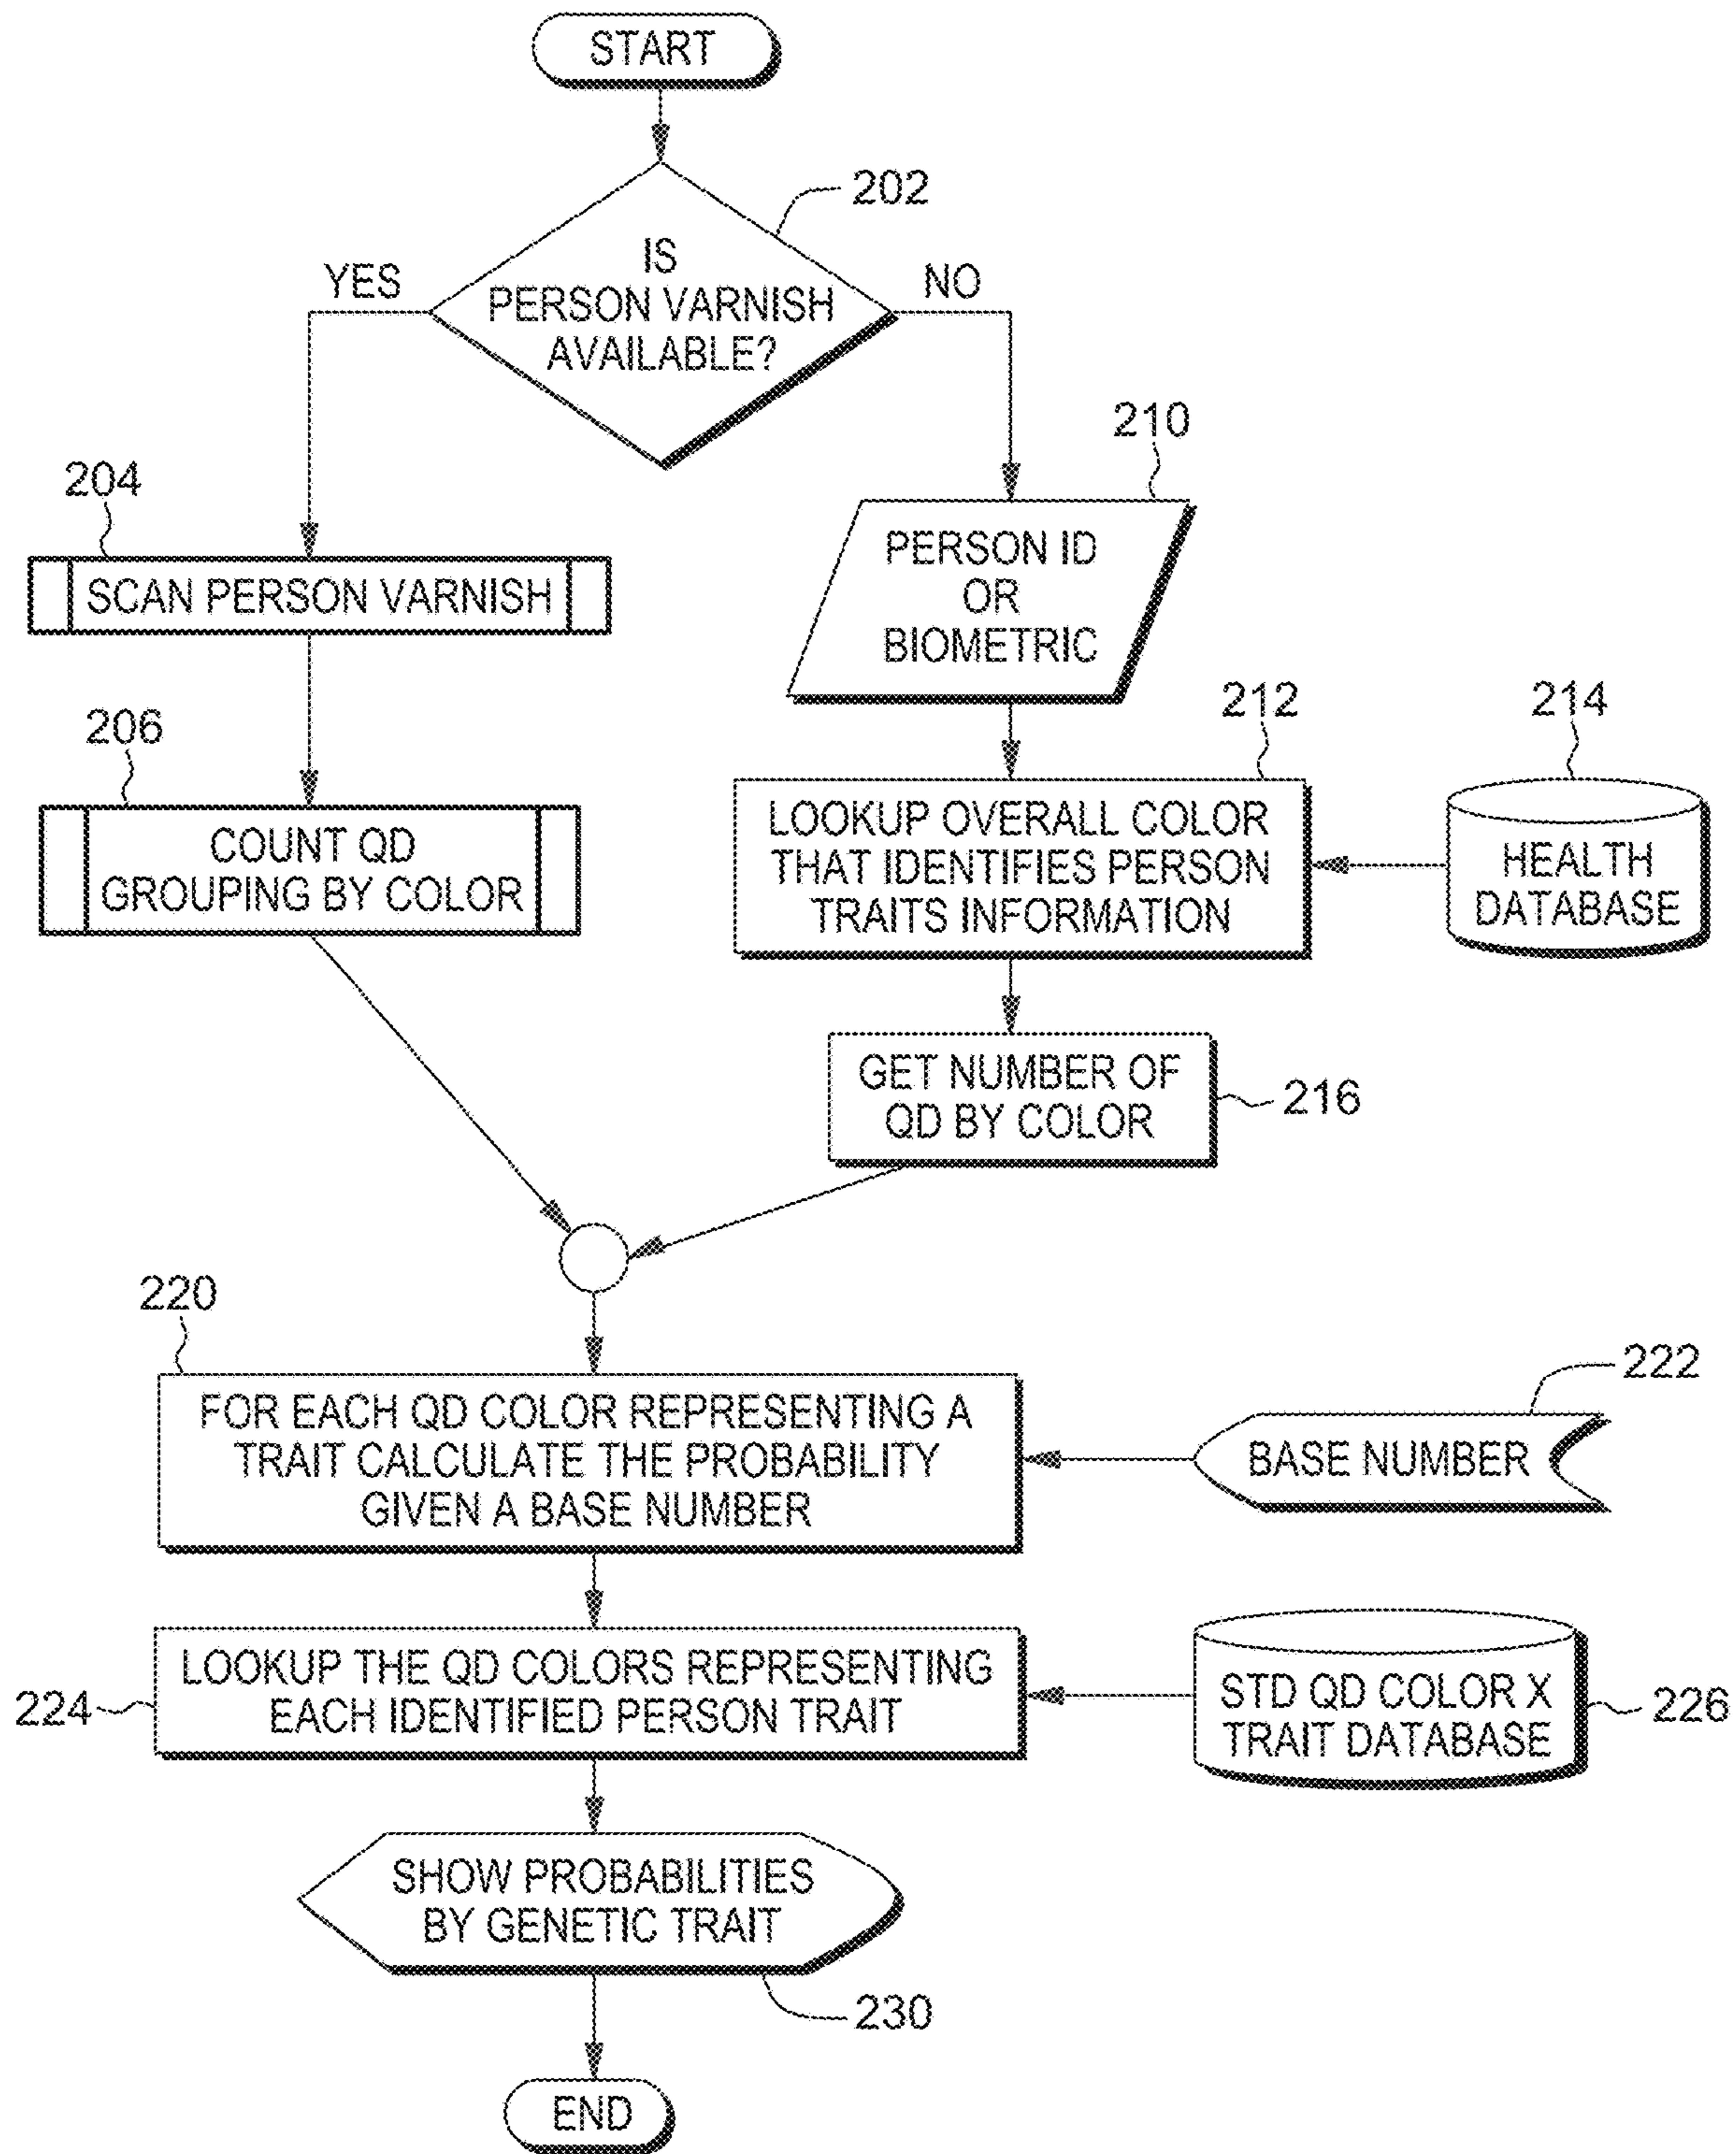 START
202
IS
PERSON VARNISH
AVAILABLE?
YES
NO
204
SCAN PERSON VARNISH
206
COUNT QD
GROUPING BY COLOR
210
PERSON ID
OR
BIOMETRIC
212
LOOKUP OVERALL COLOR
THAT IDENTIFIES PERSON
TRAITS INFORMATION
214
HEALTH
DATABASE
GET NUMBER OF
QD BY COLOR
216
220
FOR EACH QD COLOR REPRESENTING A
TRAIT CALCULATE THE PROBABILITY
GIVEN A BASE NUMBER
222
BASE NUMBER
224
LOOKUP THE QD COLORS REPRESENTING
EACH IDENTIFIED PERSON TRAIT
STD QD COLOR X
TRAIT DATABASE
226
SHOW PROBABILITIES
BY GENETIC TRAIT
230
END